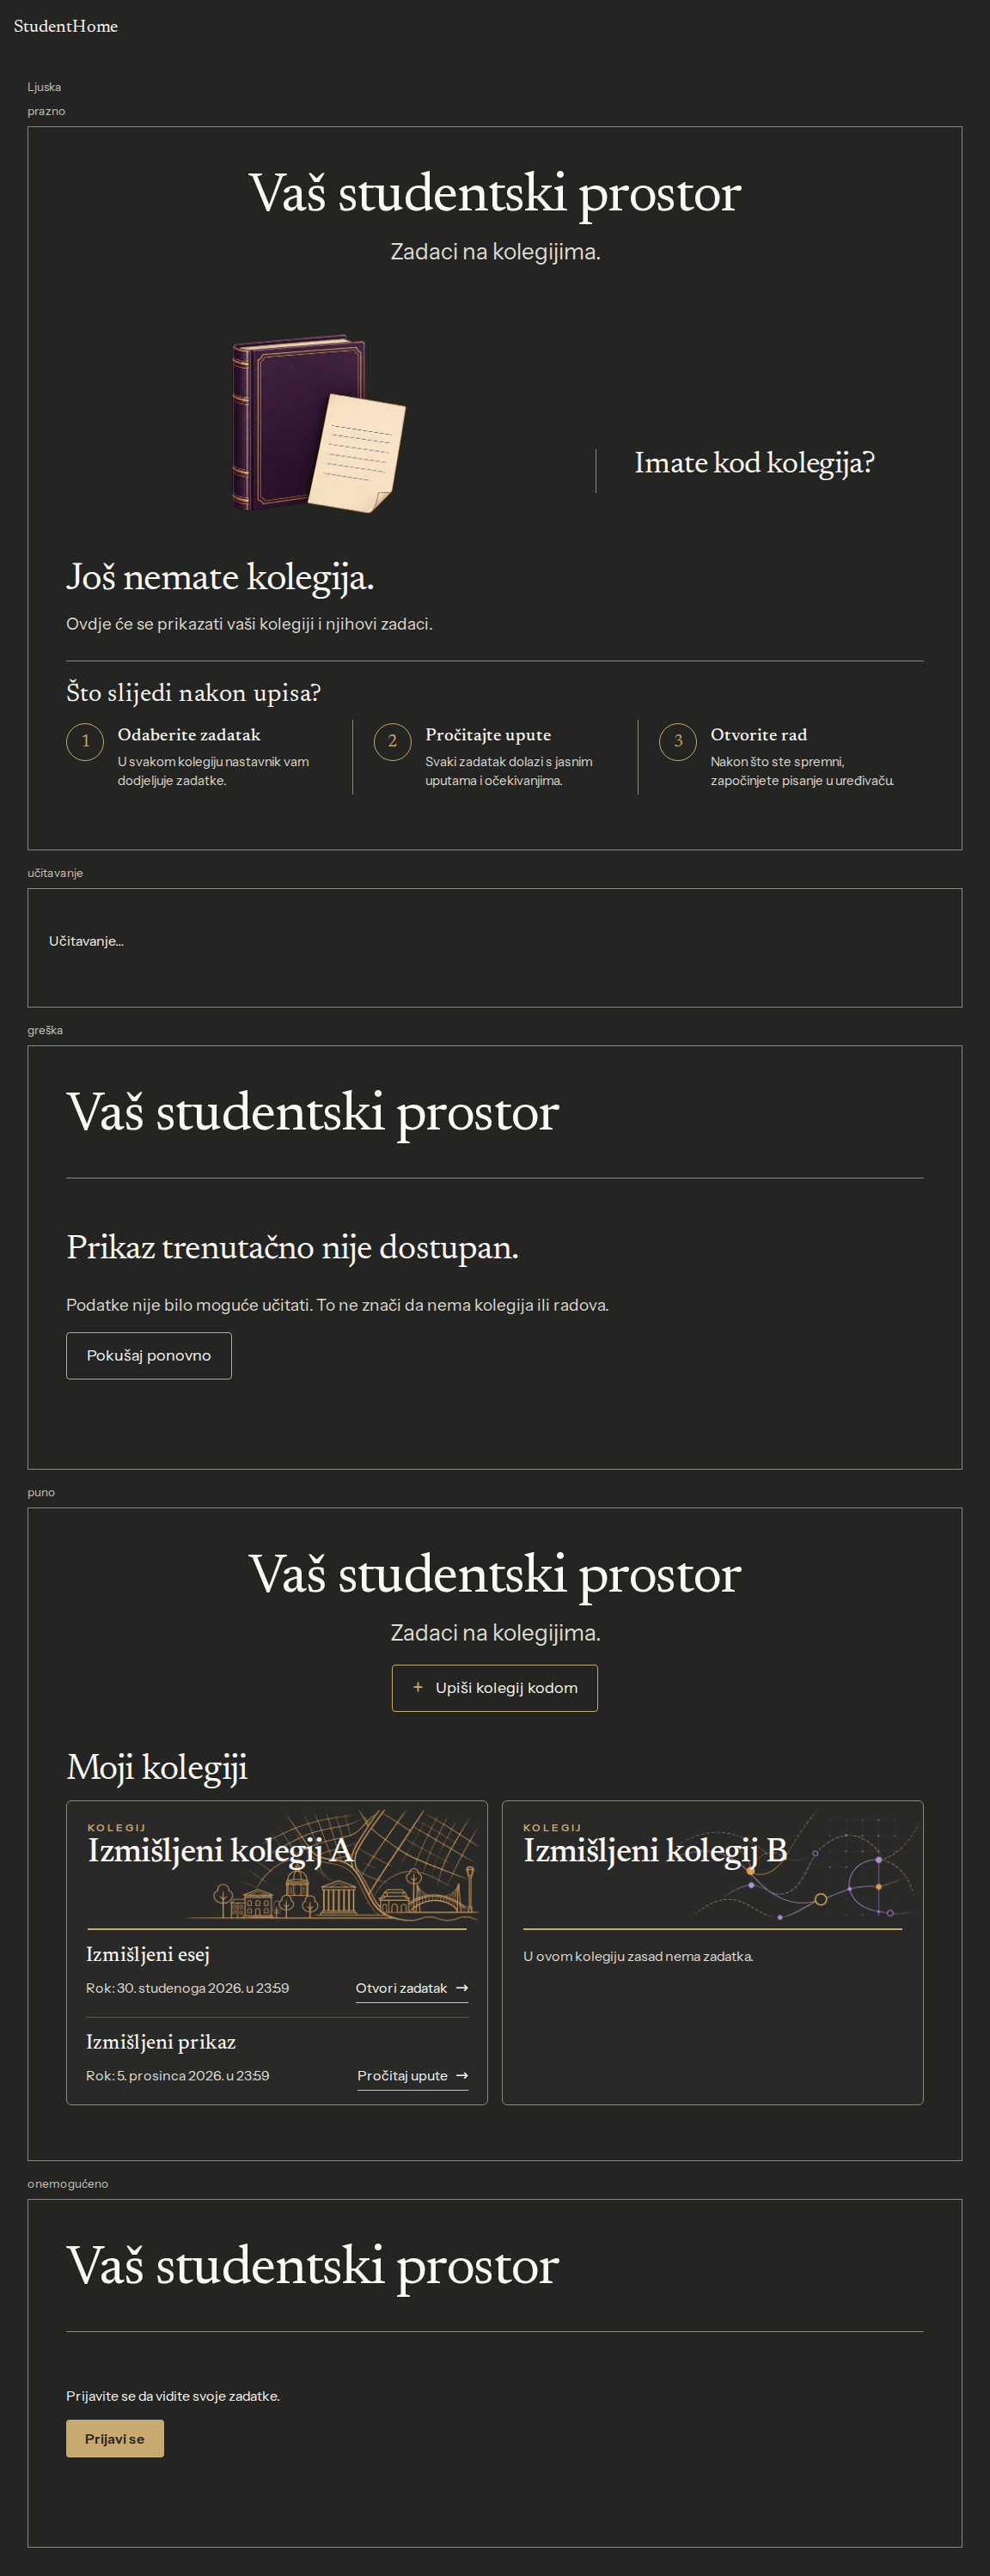 StudentHome
Ljuska
prazno
Vaš studentski prostor
Zadaci na kolegijima.
Imate kod kolegija?
Još nemate kolegija.
Ovdje će se prikazati vaši kolegiji i njihovi zadaci.
Što slijedi nakon upisa?
1
Odaberite zadatak
U svakom kolegiju nastavnik vam
dodjeljuje zadatke.
2
Pročitajte upute
Svaki zadatak dolazi s jasnim
uputama i očekivanjima.
3
Otvorite rad
Nakon što ste spremni,
započinjete pisanje u uređivaču.
učitavanje
Učitavanje…
greška
Vaš studentski prostor
Prikaz trenutačno nije dostupan.
Podatke nije bilo moguće učitati. To ne znači da nema kolegija ili radova.
Pokušaj ponovno
puno
Vaš studentski prostor
Zadaci na kolegijima.
+ Upiši kolegij kodom
Moji kolegiji
KOLEGIJ
Izmišljeni kolegij A
Izmišljeni esej
Rok: 30. studenoga 2026. u 23:59
Otvori zadatak →
Izmišljeni prikaz
Rok: 5. prosinca 2026. u 23:59
Pročitaj upute →
KOLEGIJ
Izmišljeni kolegij B
U ovom kolegiju zasad nema zadatka.
onemogućeno
Vaš studentski prostor
Prijavite se da vidite svoje zadatke.
Prijavi se